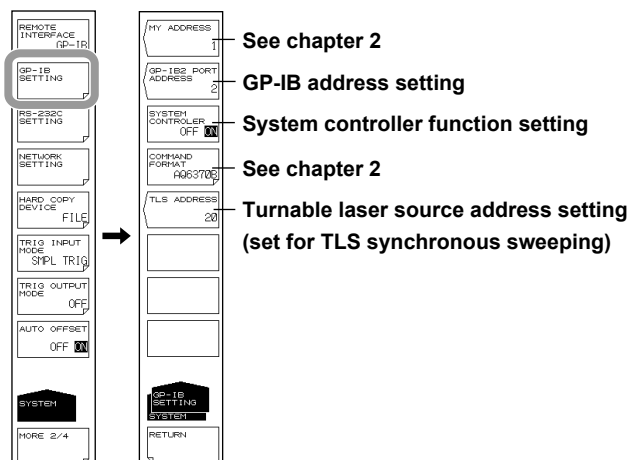 REMOTE
INTERFACE
GP-IB
GP-IB
SETTING
RS-232C
SETTING
NETWORK
SETTING
HARD COPY
DEVICE
FILE
TRIG INPUT
MODE
SMPL TRIG
TRIG OUTPUT
MODE
OFF
AUTO OFFSET
OFF ON
SYSTEM
MORE 2/4
MY ADDRESS
1
GP-IB2 PORT
ADDRESS
2
SYSTEM
CONTROLER
OFF ON
COMMAND
FORMAT
AQ6370B
TLS ADDRESS
20
GP-IB
SETTING
SYSTEM
RETURN
See chapter 2
GP-IB address setting
System controller function setting
See chapter 2
Turnable laser source address setting
(set for TLS synchronous sweeping)